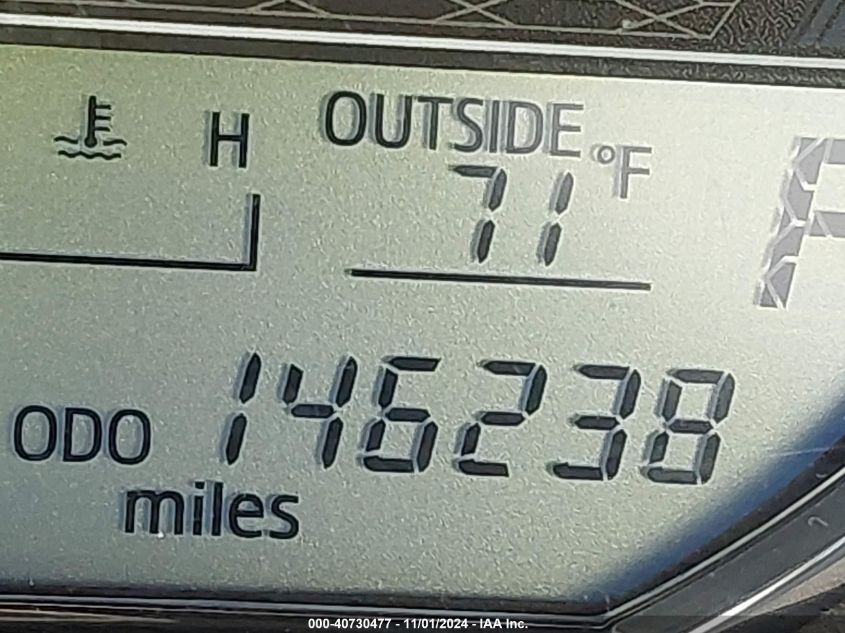 H OUTSIDE
71 °F
ODO 146238
miles
000-40730477 - 11/01/2024 - IAA Inc.